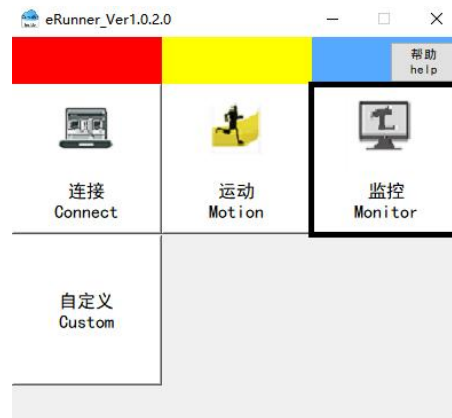 eRunner_Ver1.0.2.0
帮助
help
连接
Connect
运动
Motion
监控
Monitor
自定义
Custom